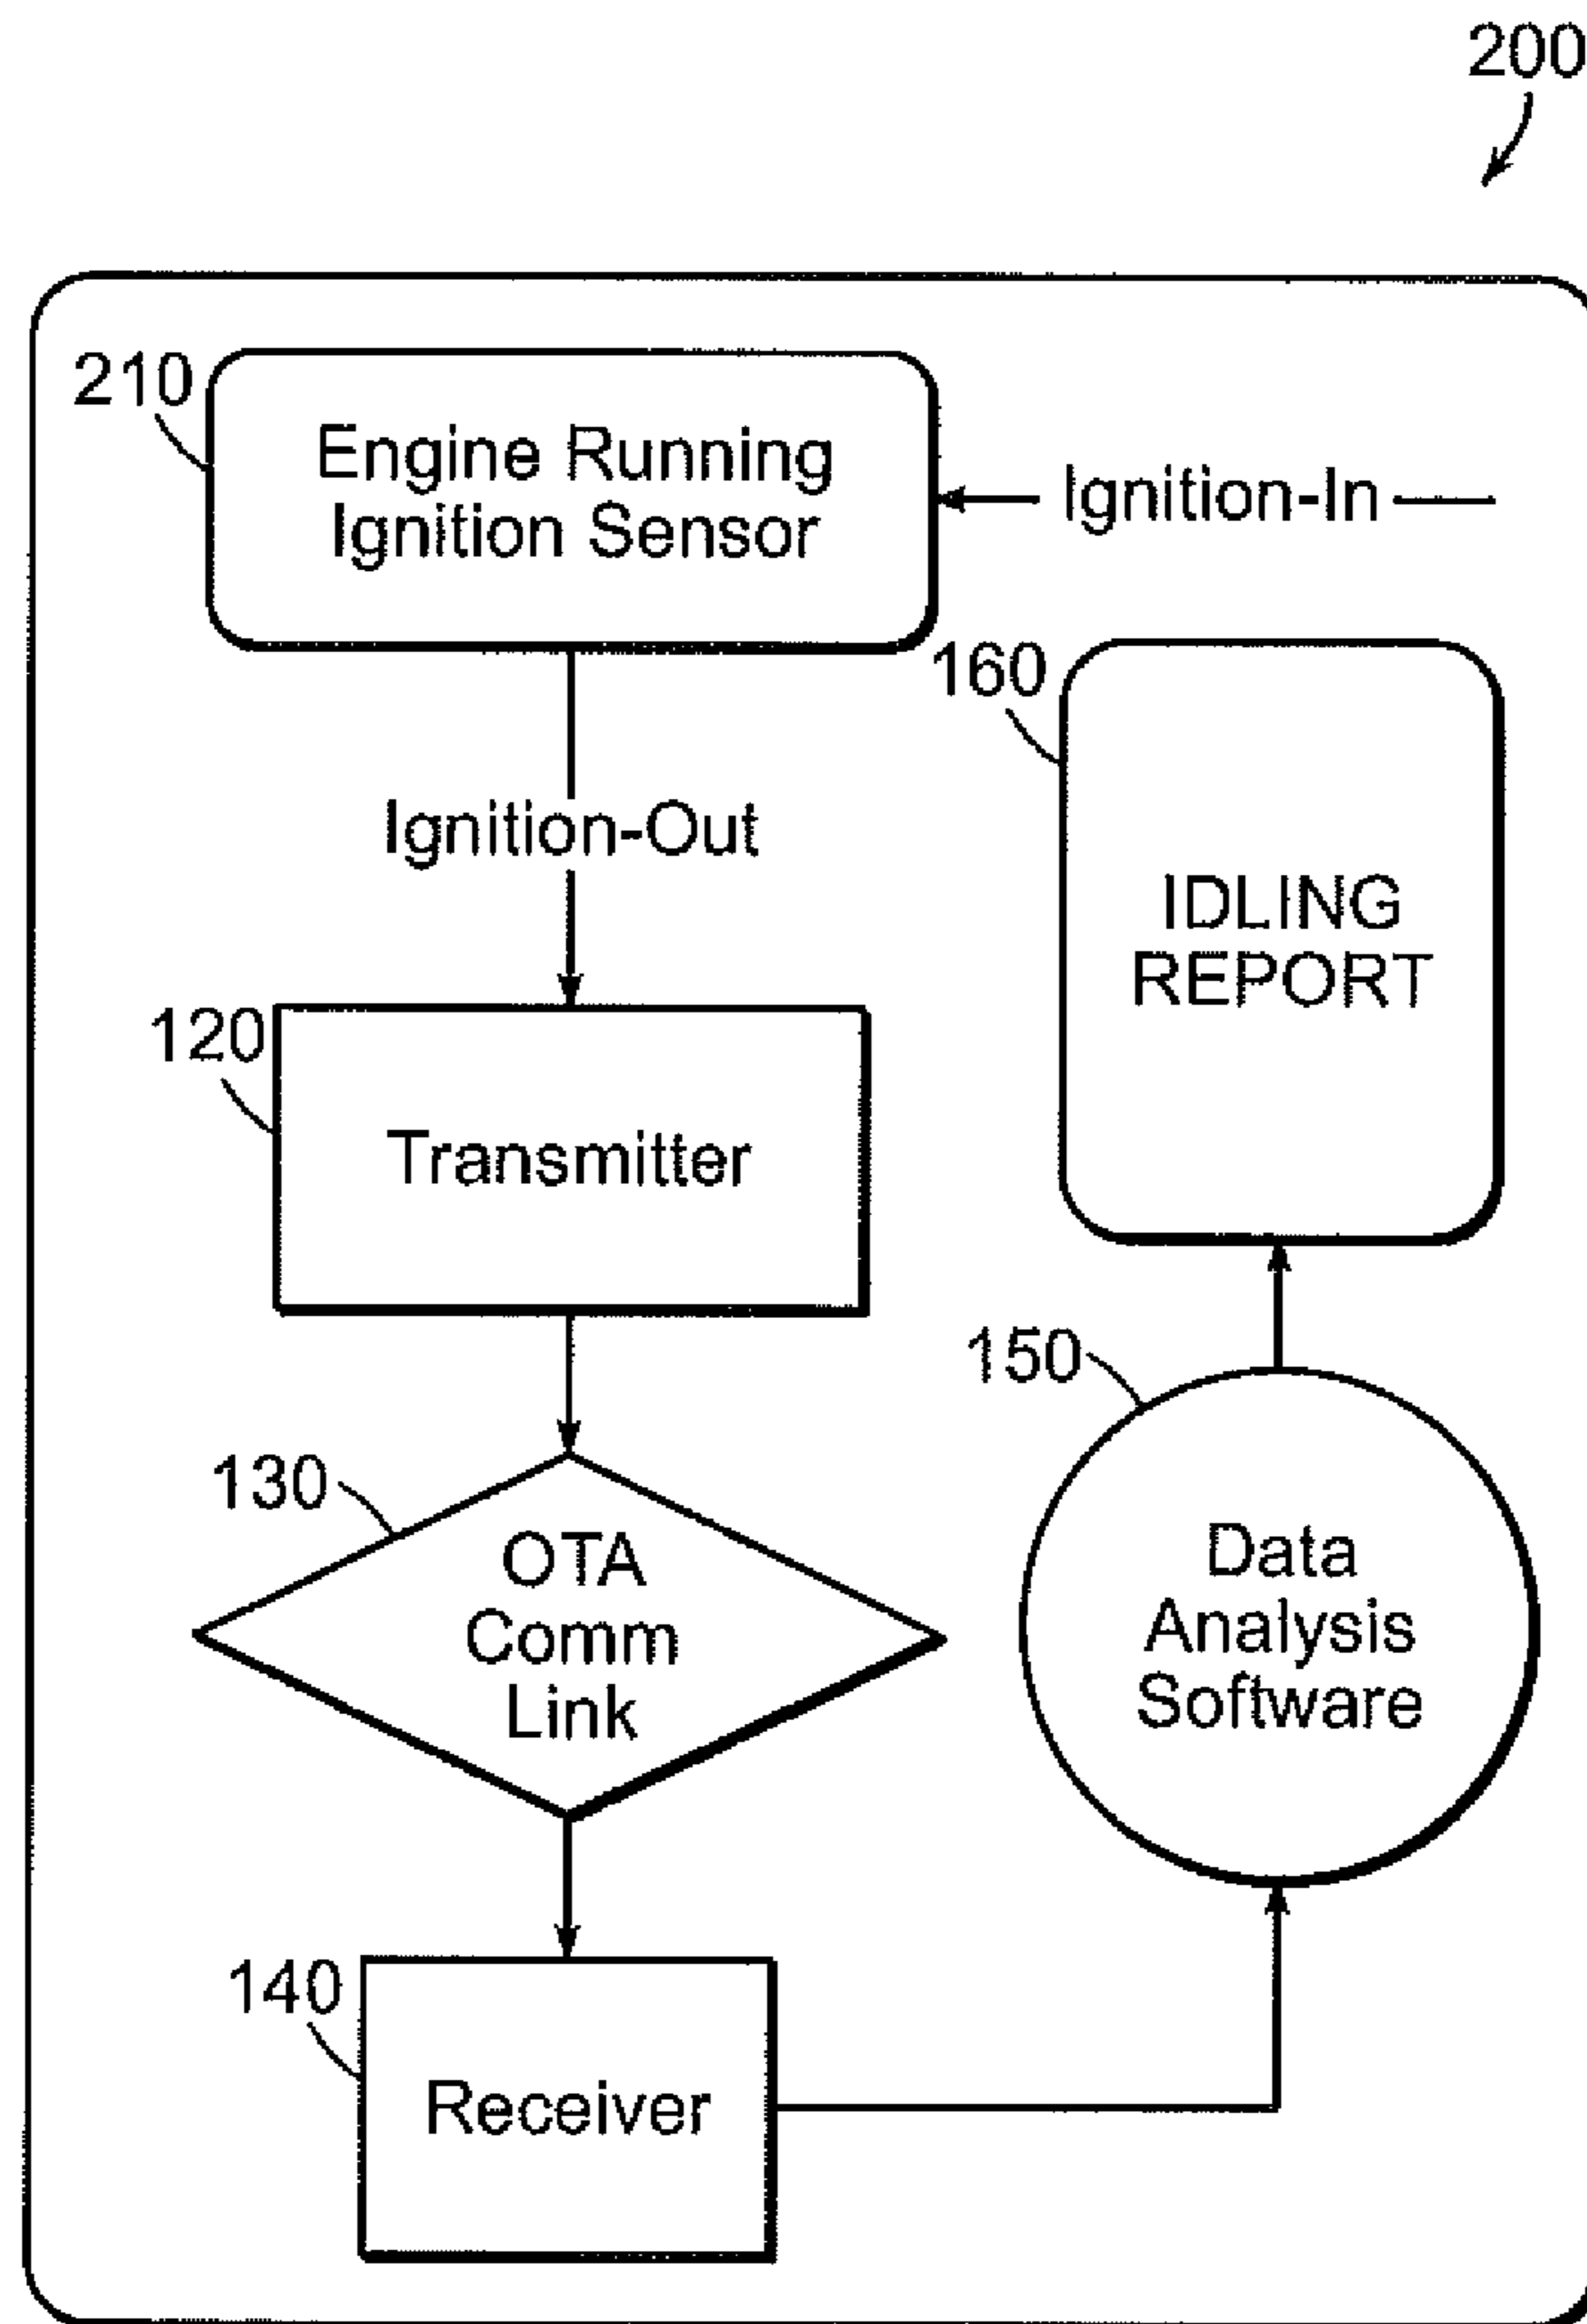 200
210
Engine Running
Ignition Sensor
Ignition-In
160
IDLING
REPORT
Ignition-Out
120
Transmitter
150
Data
Analysis
Software
130
OTA
Comm
Link
140
Receiver